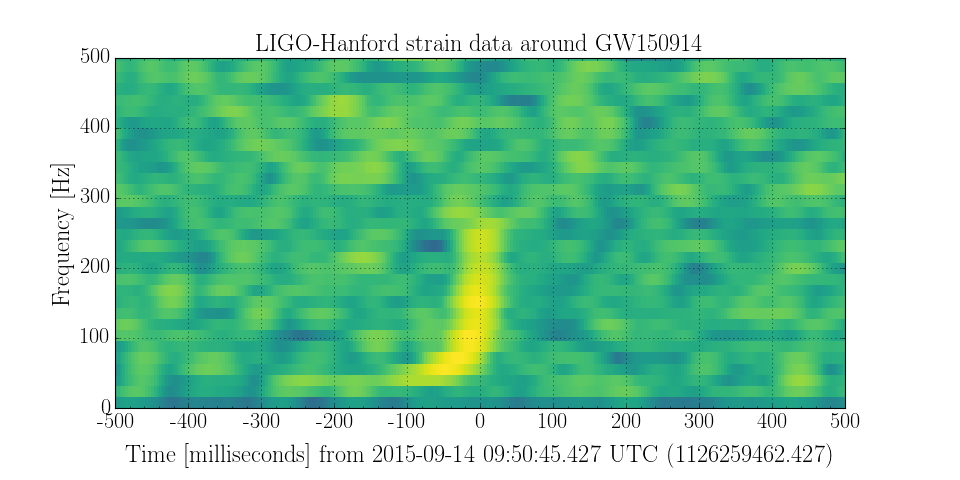 LIGO-Hanford strain data around GW150914
500
400
300
200
100
0
Frequency [Hz]
-500 -400 -300 -200 -100 0 100 200 300 400 500
Time [milliseconds] from 2015-09-14 09:50:45.427 UTC (1126259462.427)